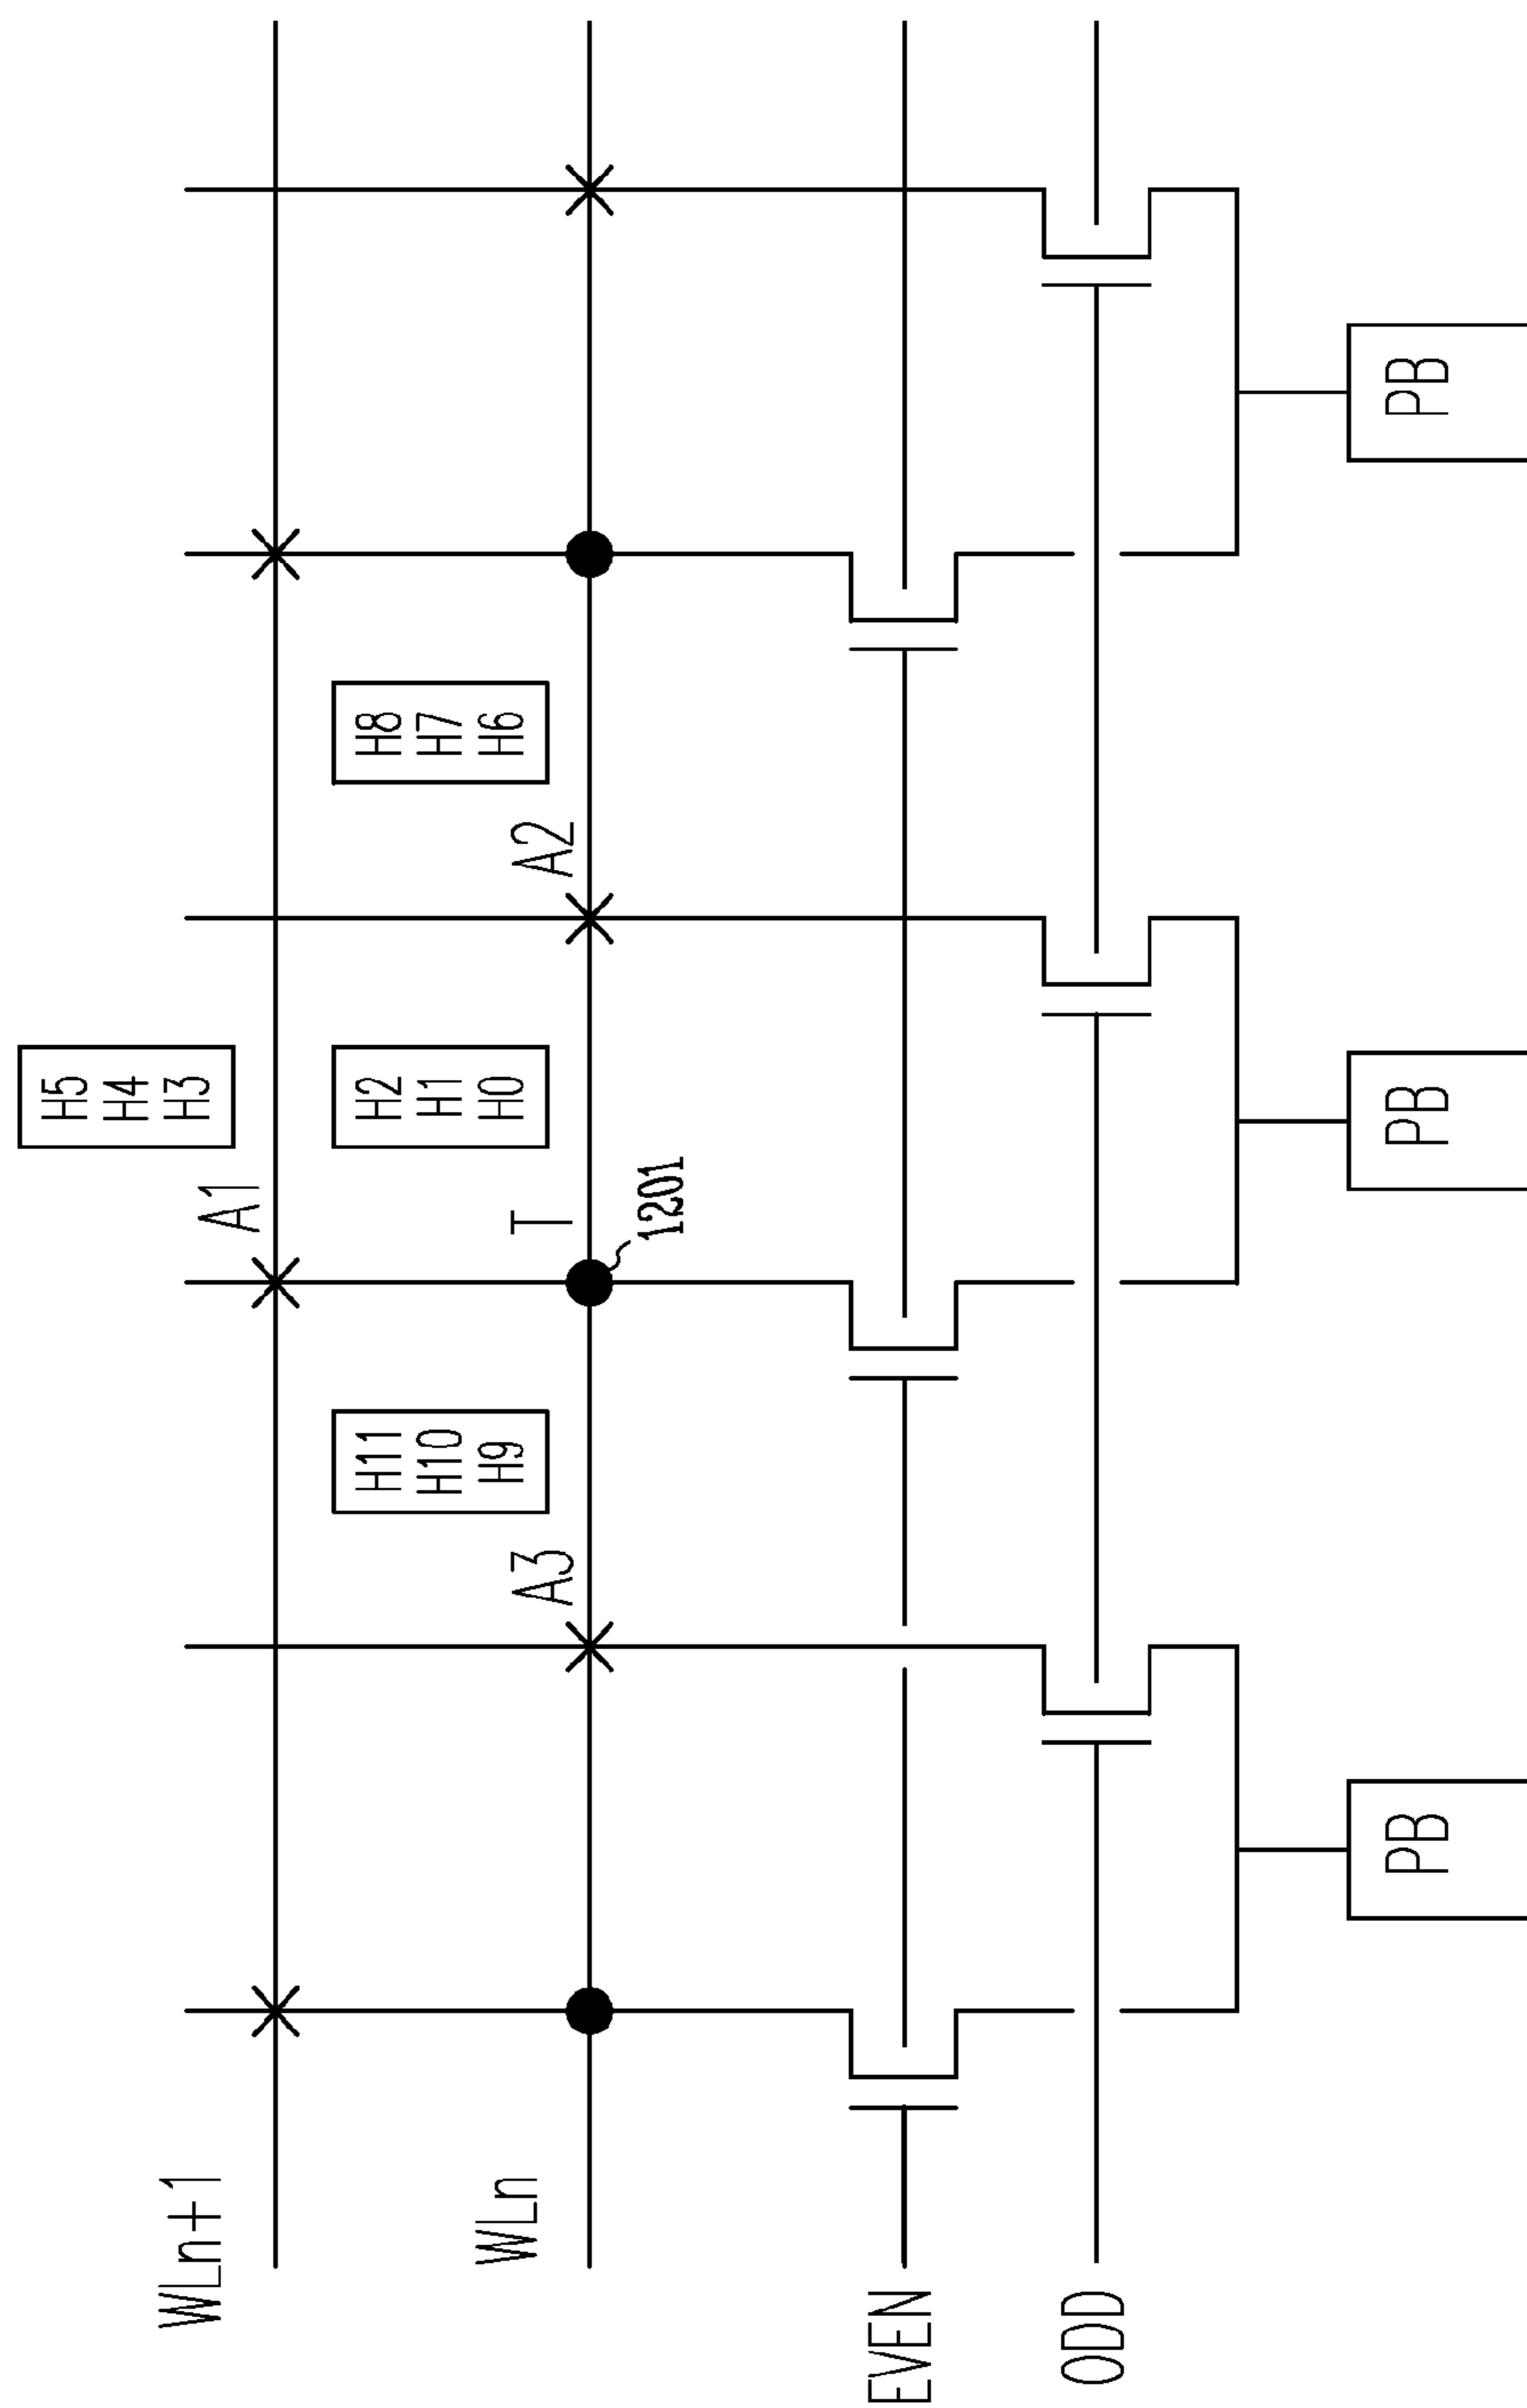 H5
H4
H3
WLn+1
A1
H11
H10
H9
H2
H1
H0
H8
H7
H6
WLn
A3
T
A2
1201
EVEN
ODD
PB
PB
PB